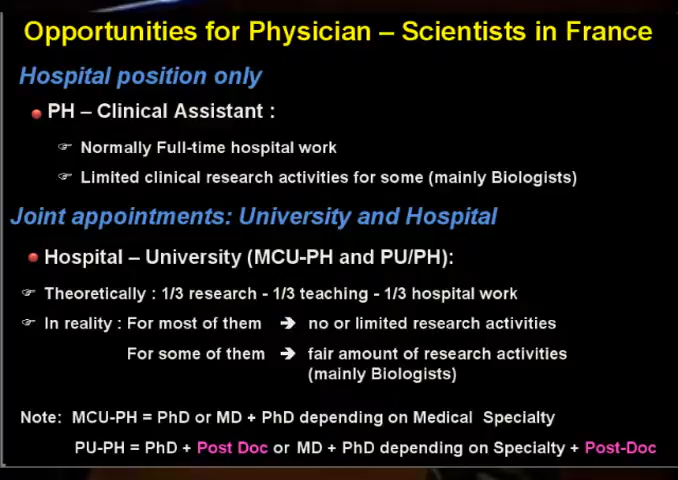 Opportunities for Physician – Scientists in France
Hospital position only
PH – Clinical Assistant :
Normally Full-time hospital work
Limited clinical research activities for some (mainly Biologists)
Joint appointments: University and Hospital
Hospital – University (MCU-PH and PU/PH):
Theoretically : 1/3 research - 1/3 teaching - 1/3 hospital work
In reality : For most of them ➔ no or limited research activities
For some of them ➔ fair amount of research activities
(mainly Biologists)
Note: MCU-PH = PhD or MD + PhD depending on Medical Specialty
PU-PH = PhD + Post Doc or MD + PhD depending on Specialty + Post-Doc